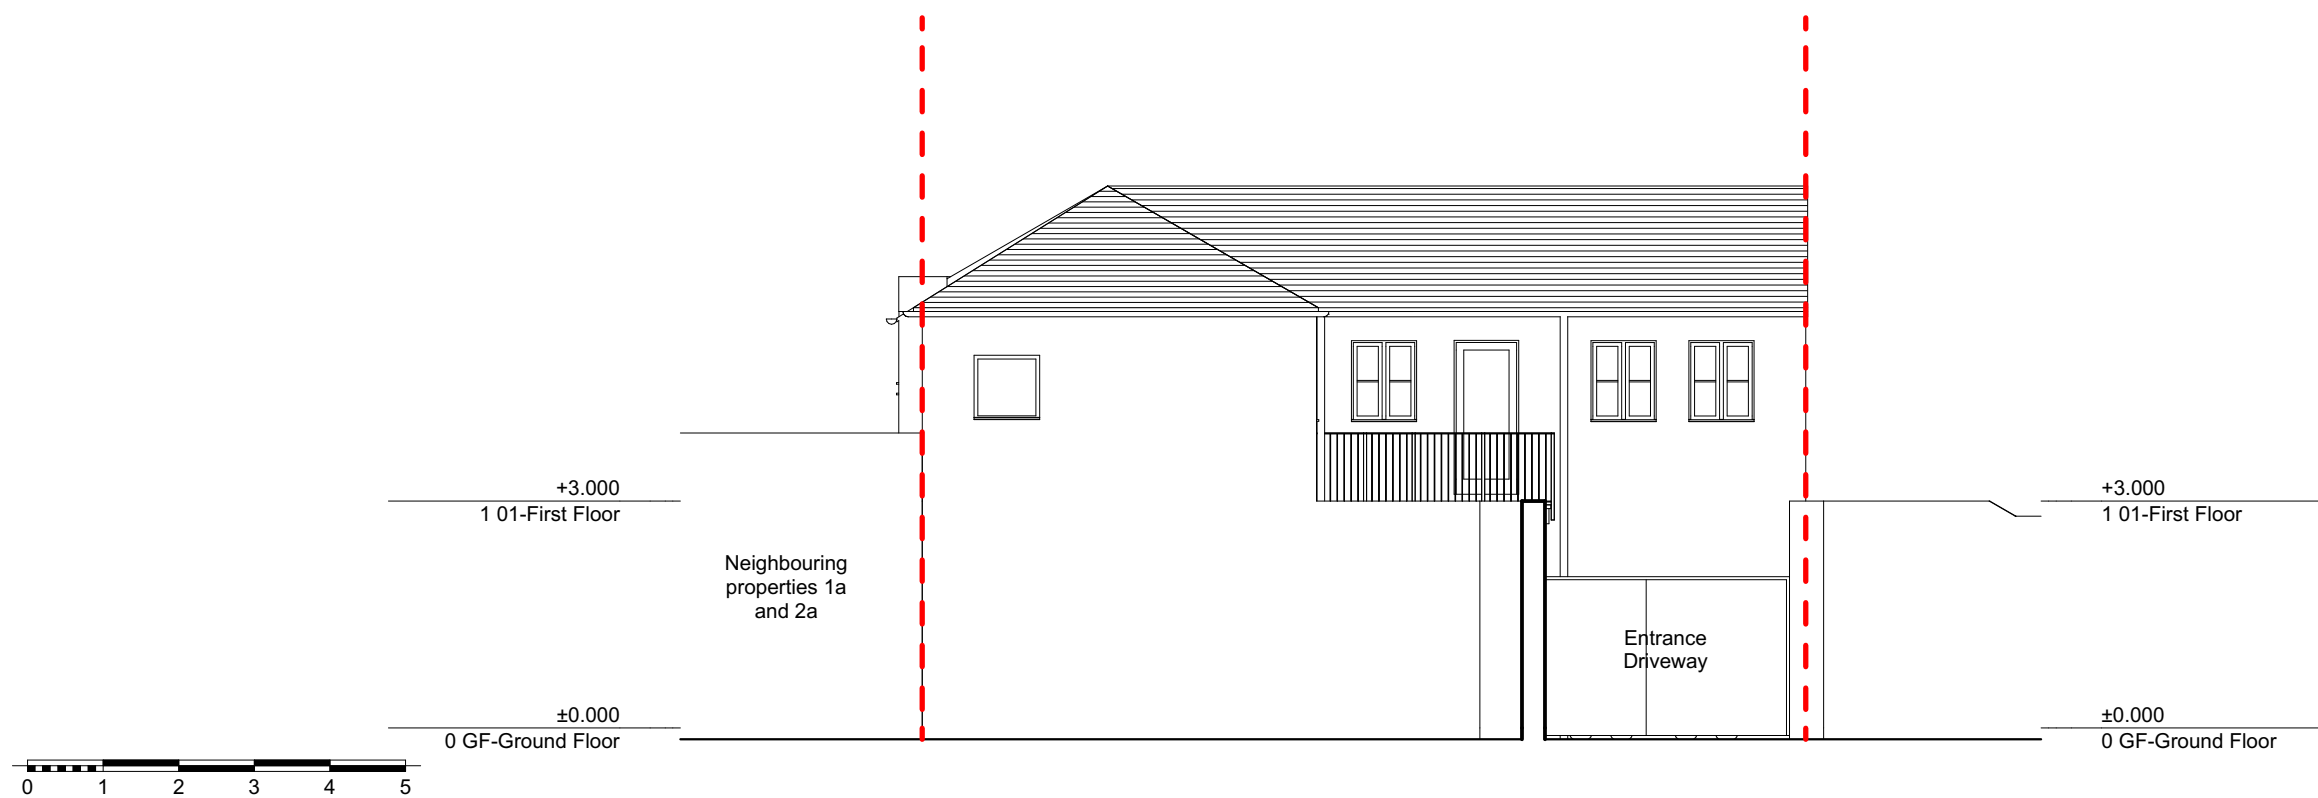 +3.000
1 01-First Floor
+3.000
1 01-First Floor
Neighbouring
properties 1a
and 2a
Entrance
Driveway
±0.000
0 GF-Ground Floor
±0.000
0 GF-Ground Floor
0 1 2 3 4 5